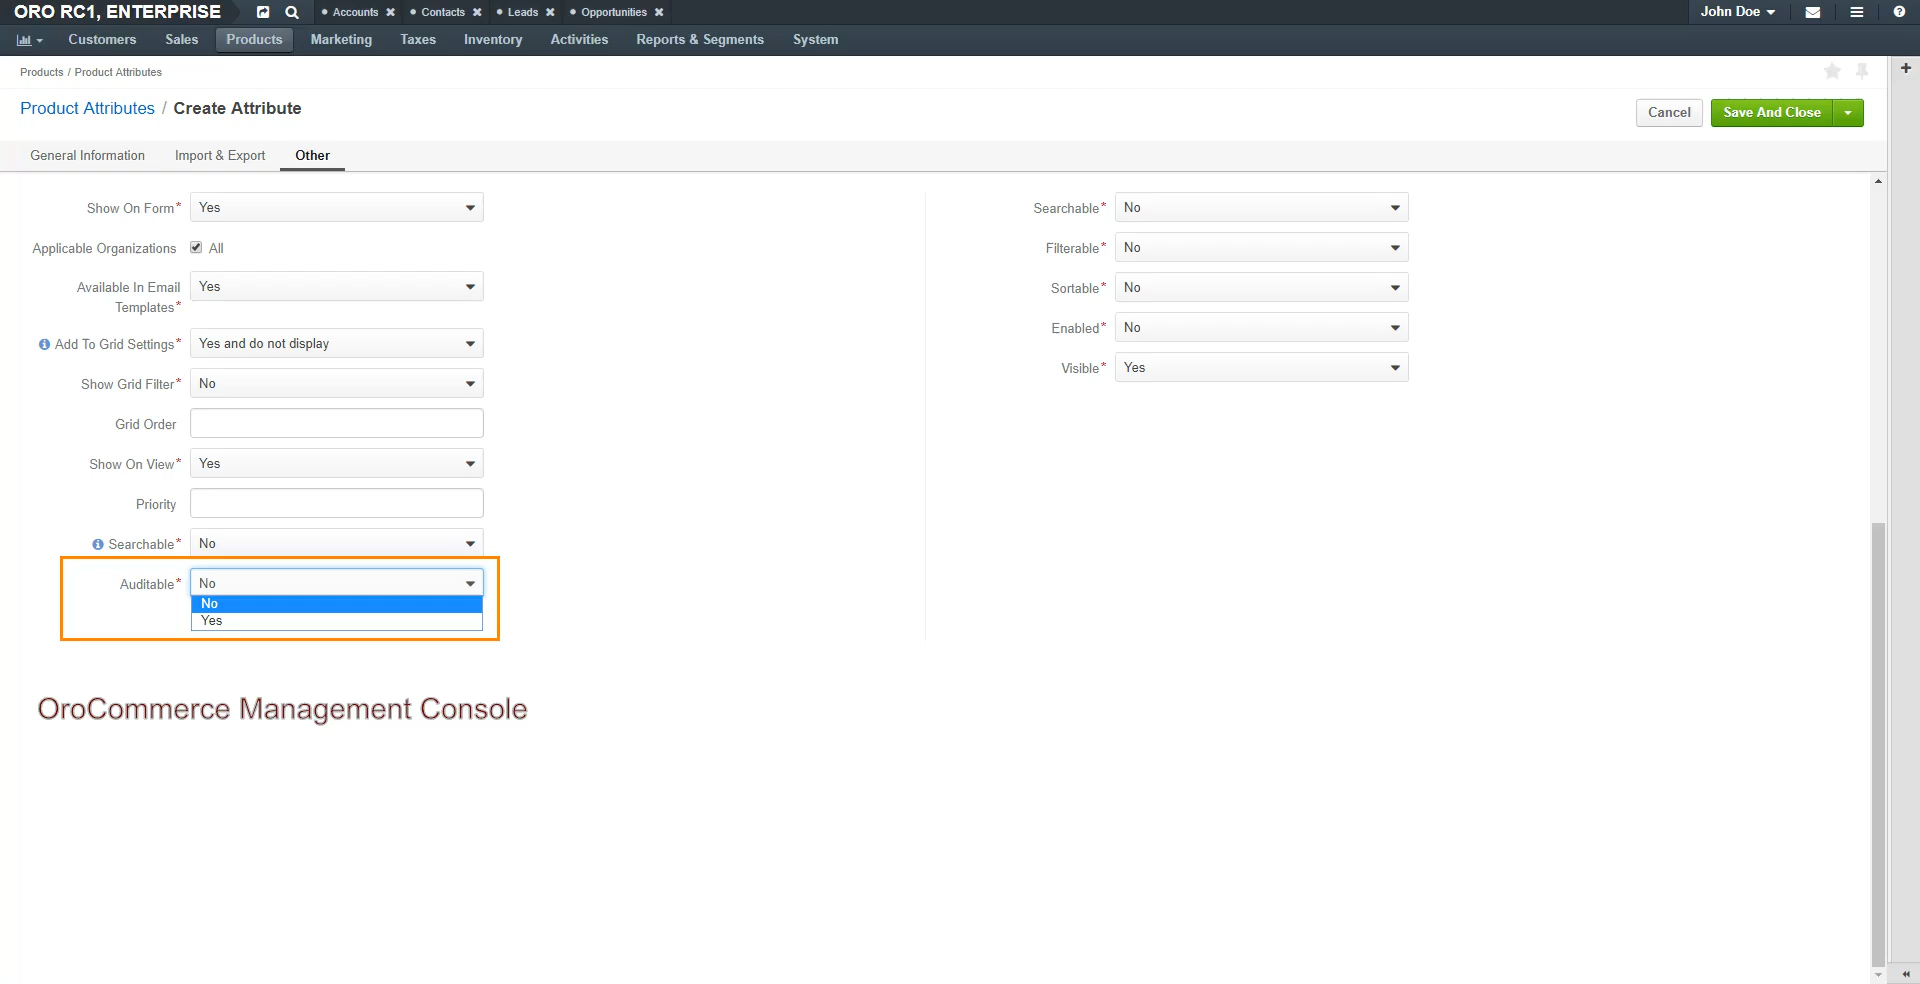 ORO RC1, ENTERPRISE
Accounts
Contacts
Leads
Opportunities
John Doe
Customers
Sales
Products
Marketing
Taxes
Inventory
Activities
Reports & Segments
System
Products / Product Attributes
Product Attributes / Create Attribute
Cancel
Save And Close
General Information
Import & Export
Other
Show On Form*
Yes
Applicable Organizations
All
Available In Email
Templates*
Yes
Add To Grid Settings*
Yes and do not display
Show Grid Filter*
No
Grid Order
Show On View*
Yes
Priority
Searchable*
No
Auditable*
No
No
Yes
Searchable*
No
Filterable*
No
Sortable*
No
Enabled*
No
Visible*
Yes
OroCommerce Management Console